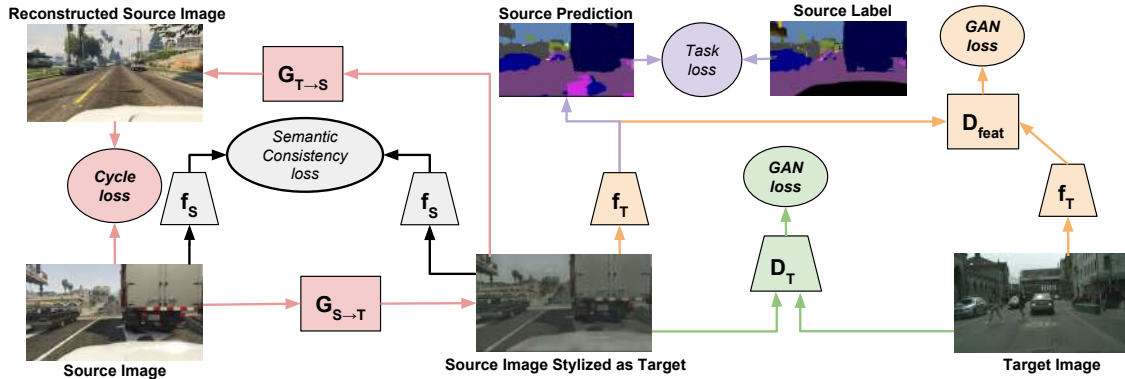 Reconstructed Source Image
Source Prediction
Source Label
GAN
loss
G T→S
Task
loss
Semantic
Consistency
loss
D feat
Cycle
loss
GAN
loss
f S
f S
f T
f T
D T
G S→T
Source Image
Source Image Stylized as Target
Target Image